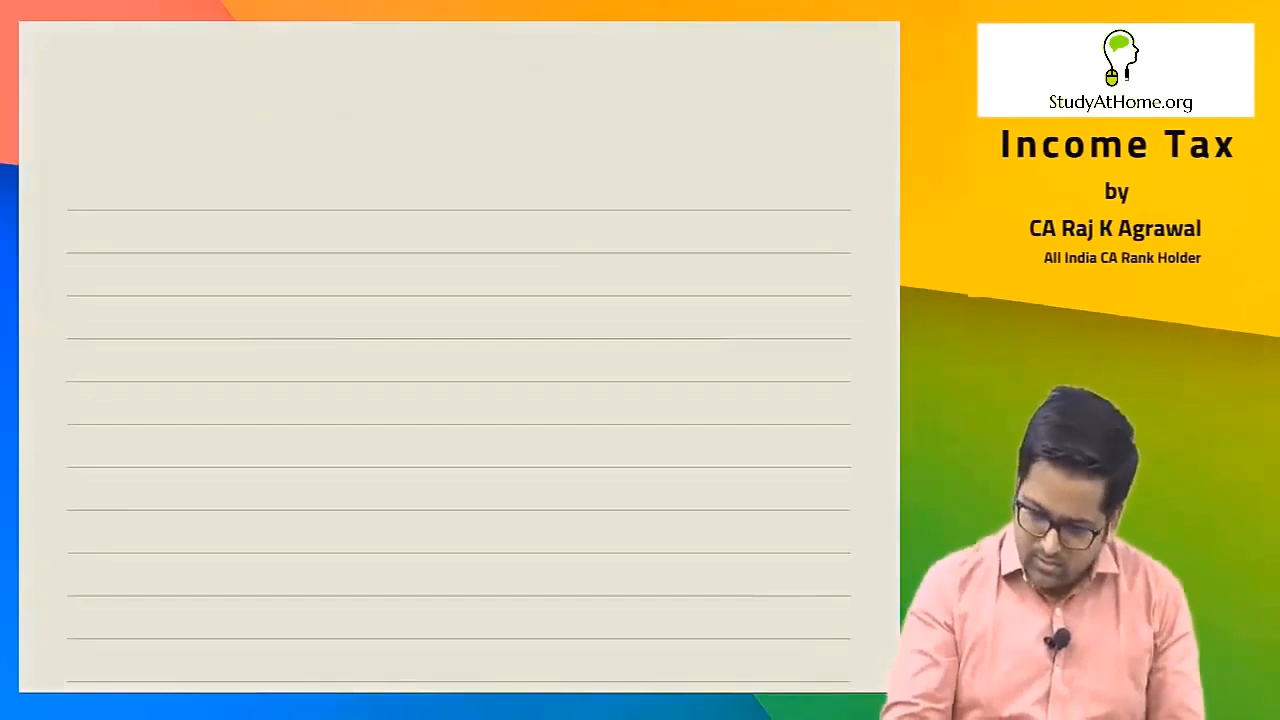 StudyAtHome.org
Income Tax
by
CA Raj K Agrawal
All India CA Rank Holder